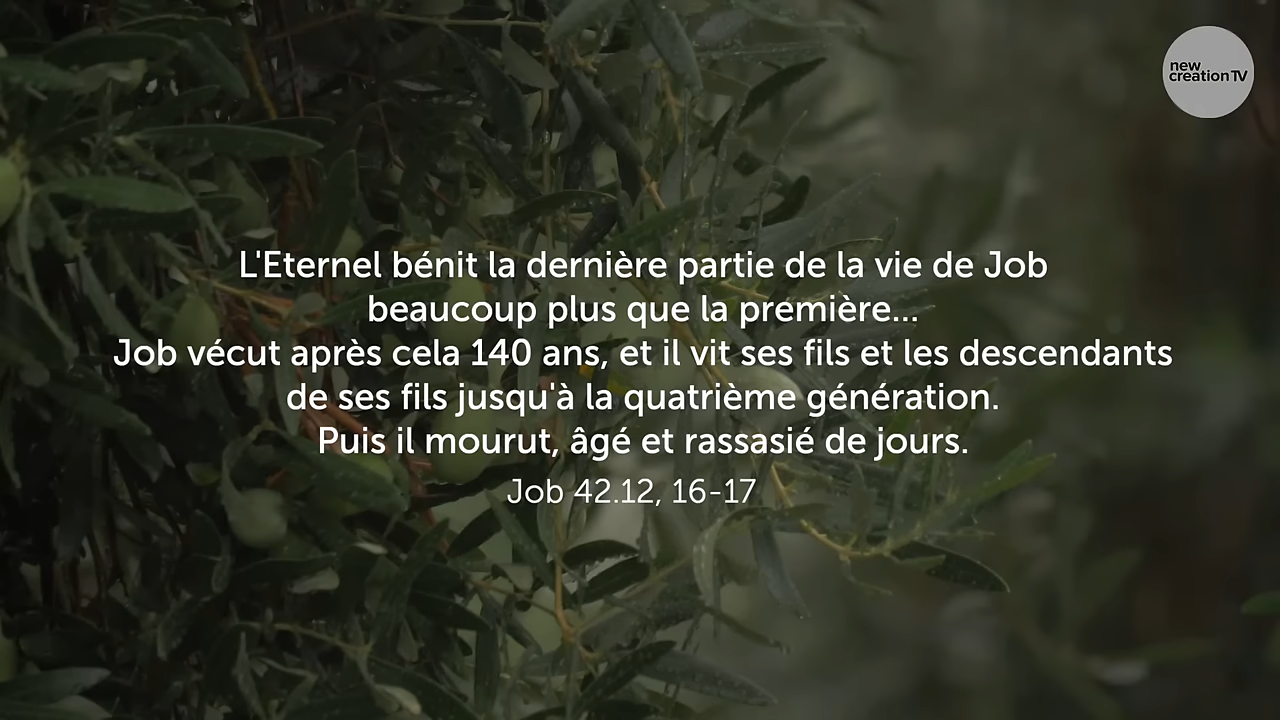 new
creation TV
L'Eternel bénit la dernière partie de la vie de Job
beaucoup plus que la première...
Job vécut après cela 140 ans, et il vit ses fils et les descendants
de ses fils jusqu'à la quatrième génération.
Puis il mourut, âgé et rassasié de jours.
Job 42.12, 16-17